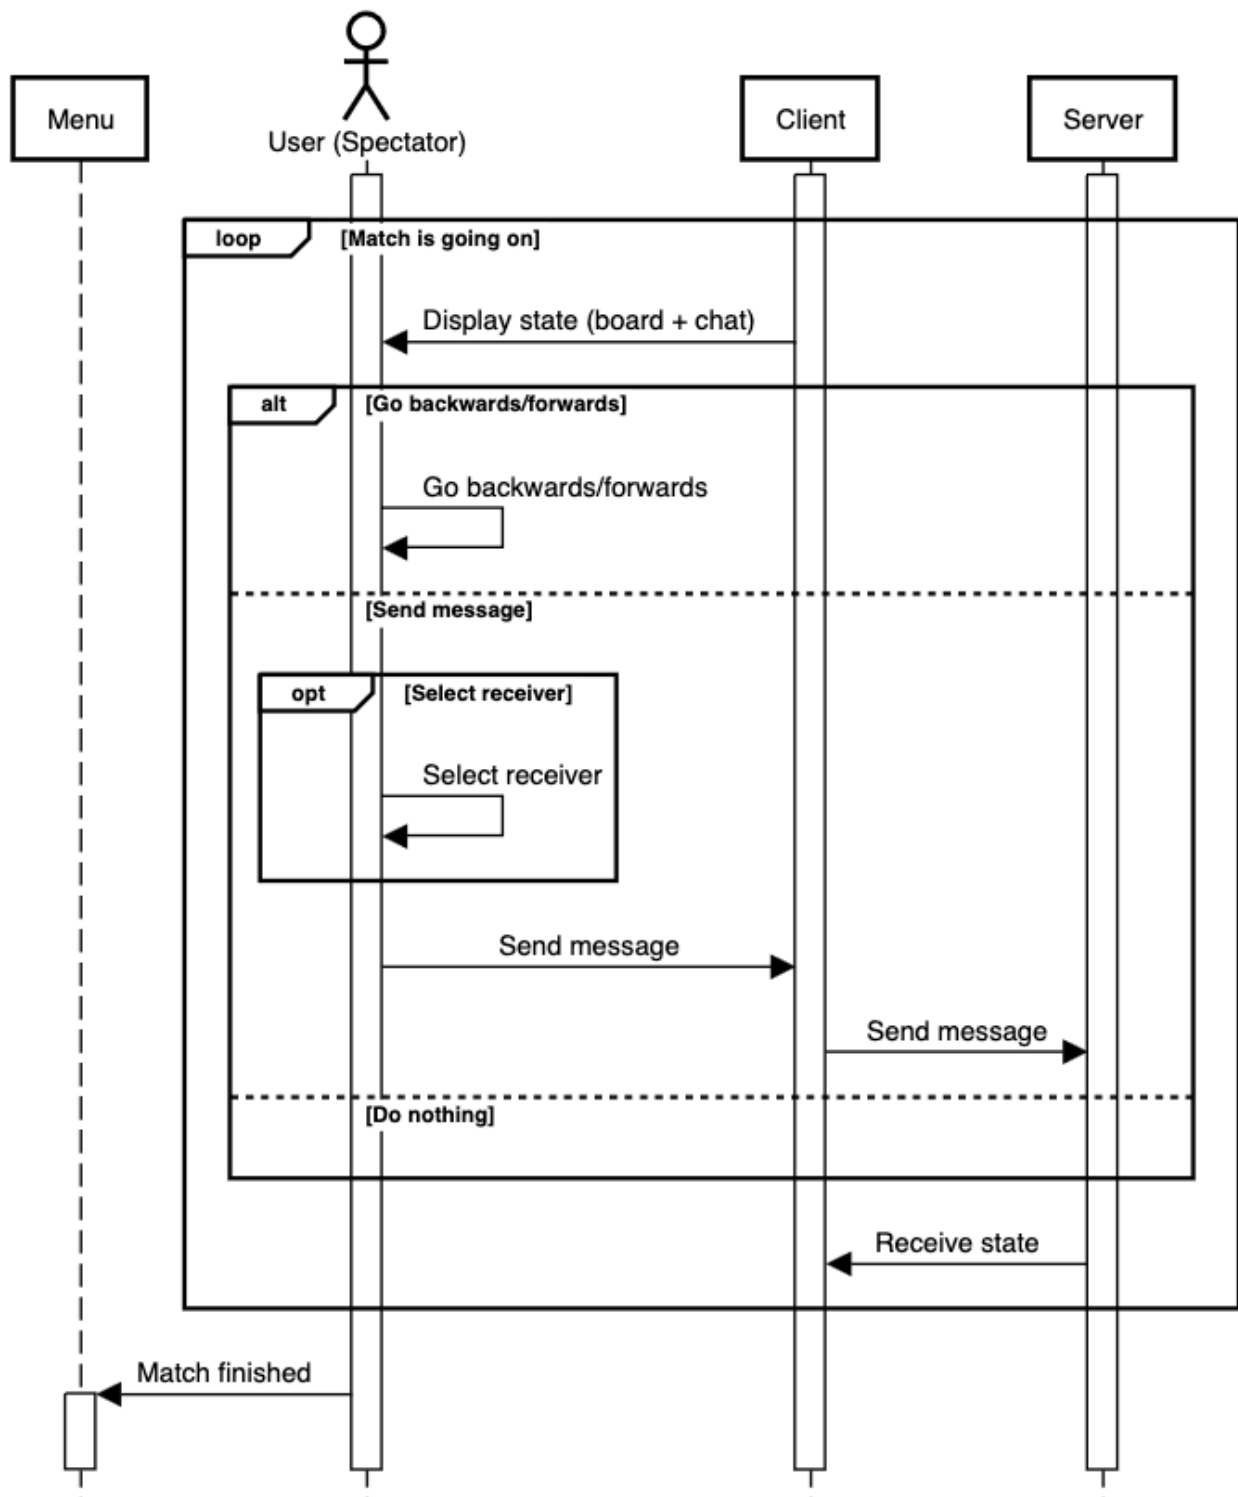 Menu
User (Spectator)
Client
Server
loop
[Match is going on]
Display state (board + chat)
alt
[Go backwards/forwards]
Go backwards/forwards
[Send message]
opt
[Select receiver]
Select receiver
Send message
Send message
[Do nothing]
Receive state
Match finished